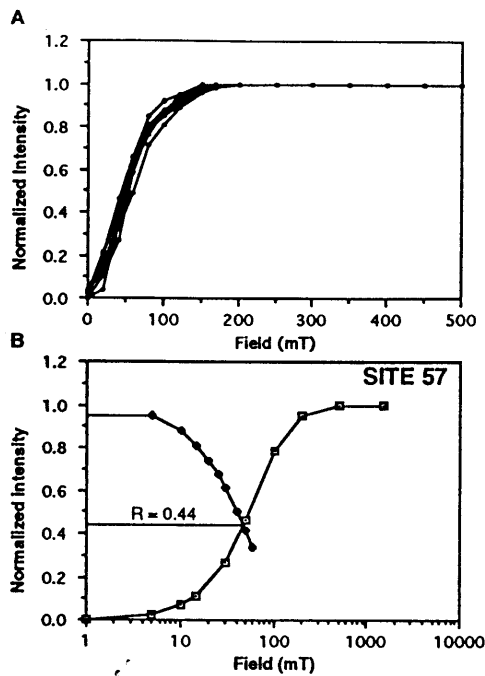 A
1.2
1.0
0.8
0.6
0.4
0.2
0.0
Normalized Intensity
0 100 200 300 400 500
Field (mT)
B
1.2
1.0
0.8
0.6
0.4
0.2
0.0
Normalized Intensity
SITE 57
R = 0.44
1 10 100 1000 10000
Field (mT)